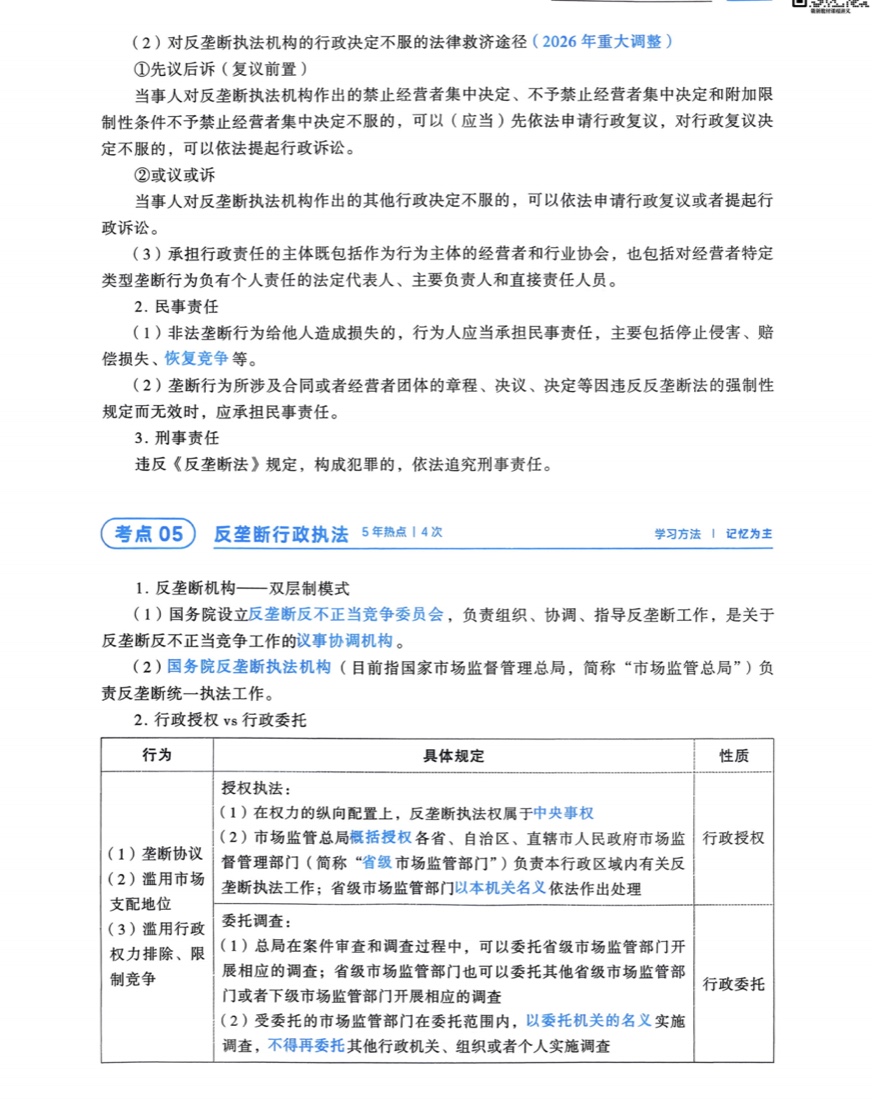 (2)对反垄断执法机构的行政决定不服的法律救济途径(2026年重大调整)
①先议后诉(复议前置)
当事人对反垄断执法机构作出的禁止经营者集中决定、不予禁止经营者集中决定和附加限
制性条件不予禁止经营者集中决定不服的,可以(应当)先依法申请行政复议,对行政复议决
定不服的,可以依法提起行政诉讼。
②或议或诉
当事人对反垄断执法机构作出的其他行政决定不服的,可以依法申请行政复议或者提起行
政诉讼。
(3)承担行政责任的主体既包括作为行为主体的经营者和行业协会,也包括对经营者特定
类型垄断行为负有个人责任的法定代表人、主要负责人和直接责任人员。
2. 民事责任
(1)非法垄断行为给他人造成损失的,行为人应当承担民事责任,主要包括停止侵害、赔
偿损失、恢复竞争等。
(2)垄断行为所涉及合同或者经营者团体的章程、决议、决定等因违反反垄断法的强制性
规定而无效时,应承担民事责任。
3. 刑事责任
违反《反垄断法》规定,构成犯罪的,依法追究刑事责任。
考点 05 反垄断行政执法 5年热点|4次 学习方法 | 记忆为主
1. 反垄断机构——双层制模式
(1)国务院设立反垄断反不正当竞争委员会,负责组织、协调、指导反垄断工作,是关于
反垄断反不正当竞争工作的议事协调机构。
(2)国务院反垄断执法机构(目前指国家市场监督管理总局,简称“市场监管总局”)负
责反垄断统一执法工作。
2. 行政授权 vs 行政委托
行为 具体规定 性质
(1)垄断协议
(2)滥用市场
支配地位
(3)滥用行政
权力排除、限
制竞争
授权执法:
(1)在权力的纵向配置上,反垄断执法权属于中央事权
(2)市场监管总局概括授权各省、自治区、直辖市人民政府市场监
督管理部门(简称“省级市场监管部门”)负责本行政区域内有关反
垄断执法工作;省级市场监管部门以本机关名义依法作出处理
行政授权
委托调查:
(1)总局在案件审查和调查过程中,可以委托省级市场监管部门开
展相应的调查;省级市场监管部门也可以委托其他省级市场监管部
门或者下级市场监管部门开展相应的调查
(2)受委托的市场监管部门在委托范围内,以委托机关的名义实施
调查,不得再委托其他行政机关、组织或者个人实施调查
行政委托